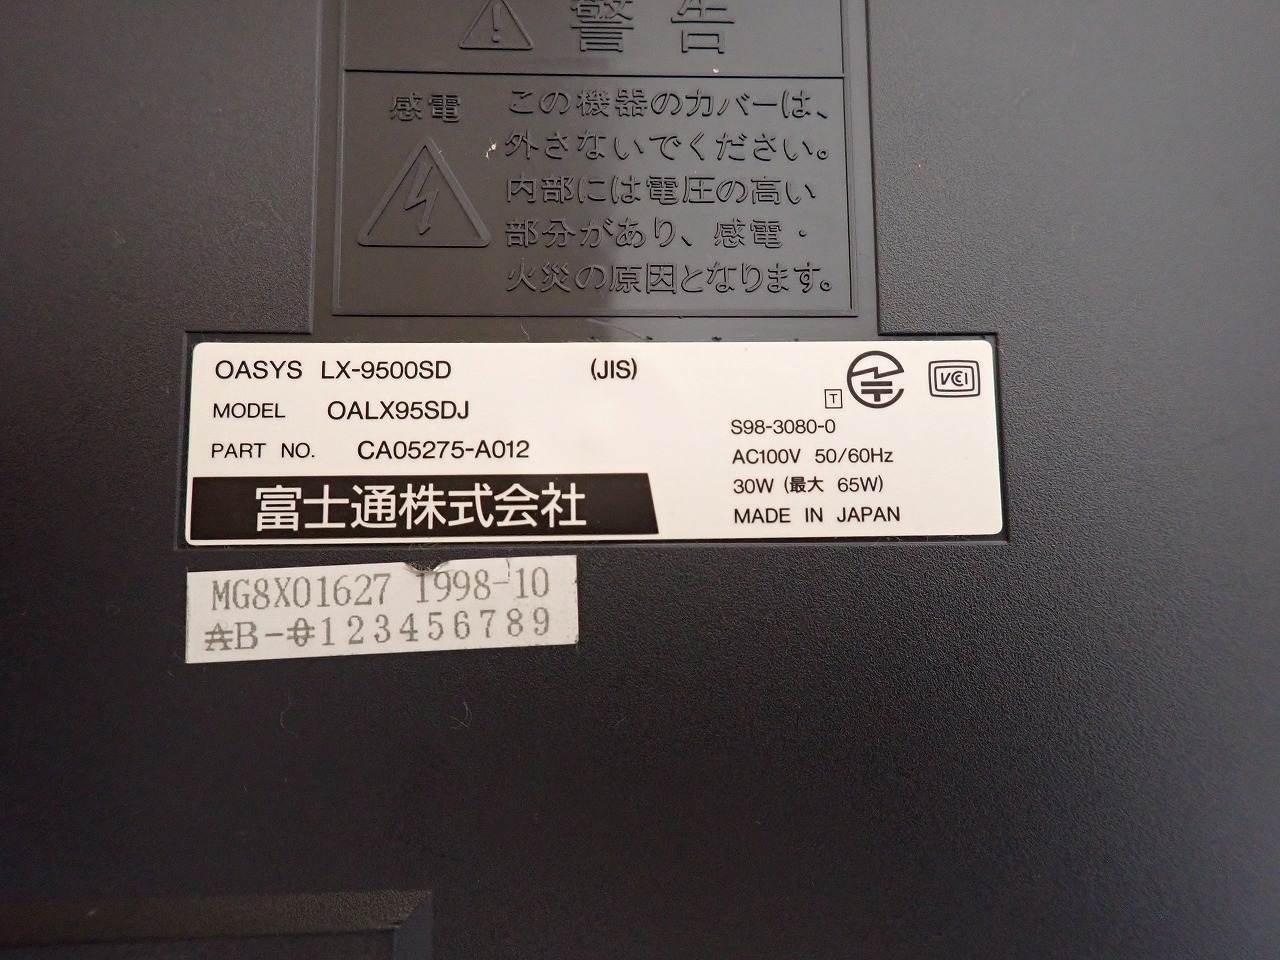 警告
感電
この機器のカバーは、
外さないでください。
内部には電圧の高い
部分があり、感電・
火災の原因となります。
OASYS LX-9500SD (JIS)
MODEL OALX95SDJ
PART NO. CA05275-A012
富士通株式会社
T
VCI
S98-3080-0
AC100V 50/60Hz
30W (最大 65W)
MADE IN JAPAN
MG8X01627 1998-10
AB-0123456789